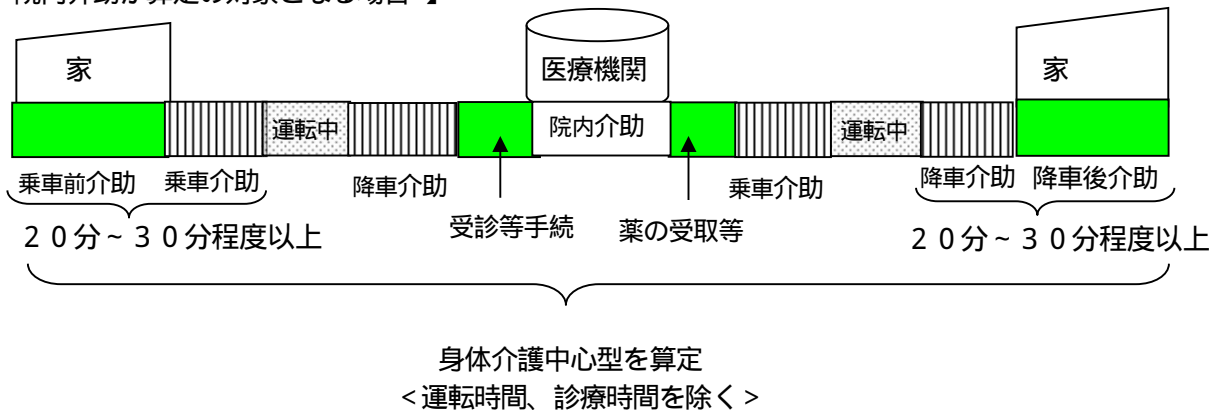 院内介助が算定の対象となる場合 】
家
医療機関
家
運転中
院内介助
運転中
乗車前介助
乗車介助
降車介助
受診等手続
薬の受取等
乗車介助
降車介助
降車後介助
２０分~３０分程度以上
２０分~３０分程度以上
身体介護中心型を算定
<運転時間、診療時間を除く>